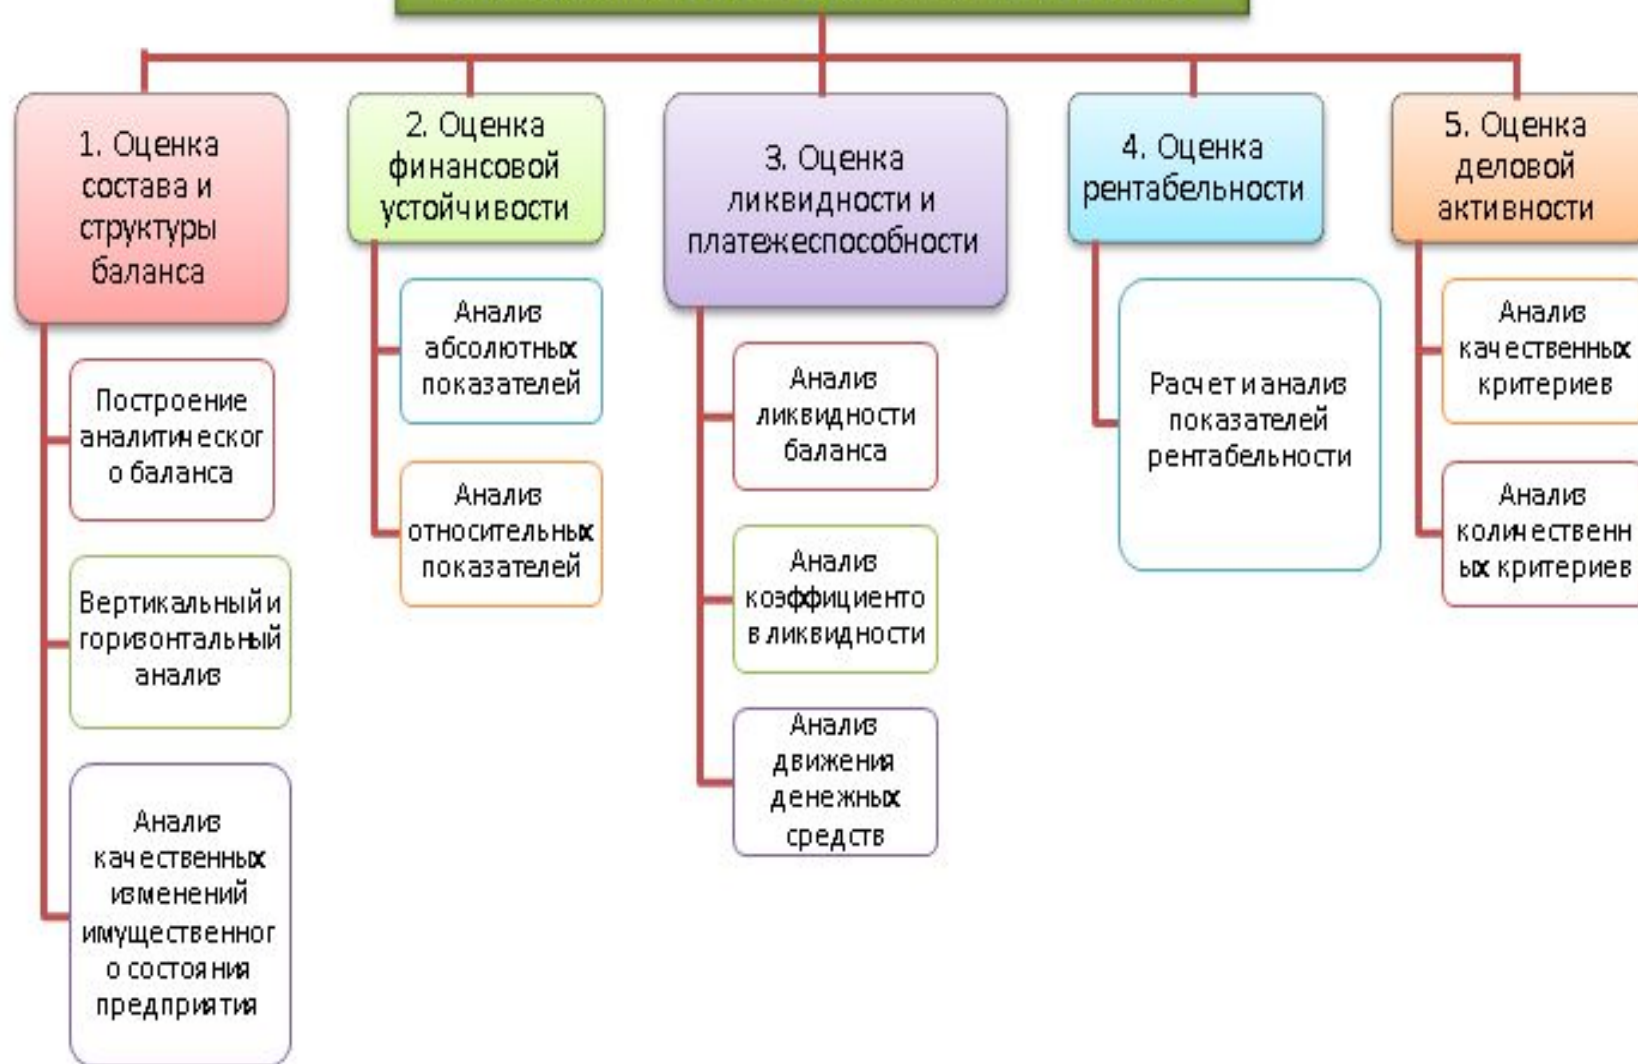 1. Оценка
состава и
структуры
баланса
Построение
аналитическог
о баланса
Вертикальный и
горизонтальный
анализ
Анализ
качественных
изменений
имущественног
о состояния
предприятия
2. Оценка
финансовой
устойчивости
Анализ
абсолютных
показателей
Анализ
относительных
показателей
3. Оценка
ликвидности и
платежеспособности
Анализ
ликвидности
баланса
Анализ
коэффициенто
в ликвидности
Анализ
движения
денежных
средств
4. Оценка
рентабельности
Расчет и анализ
показателей
рентабельности
5. Оценка
деловой
активности
Анализ
качественных
критериев
Анализ
количественн
ых критериев